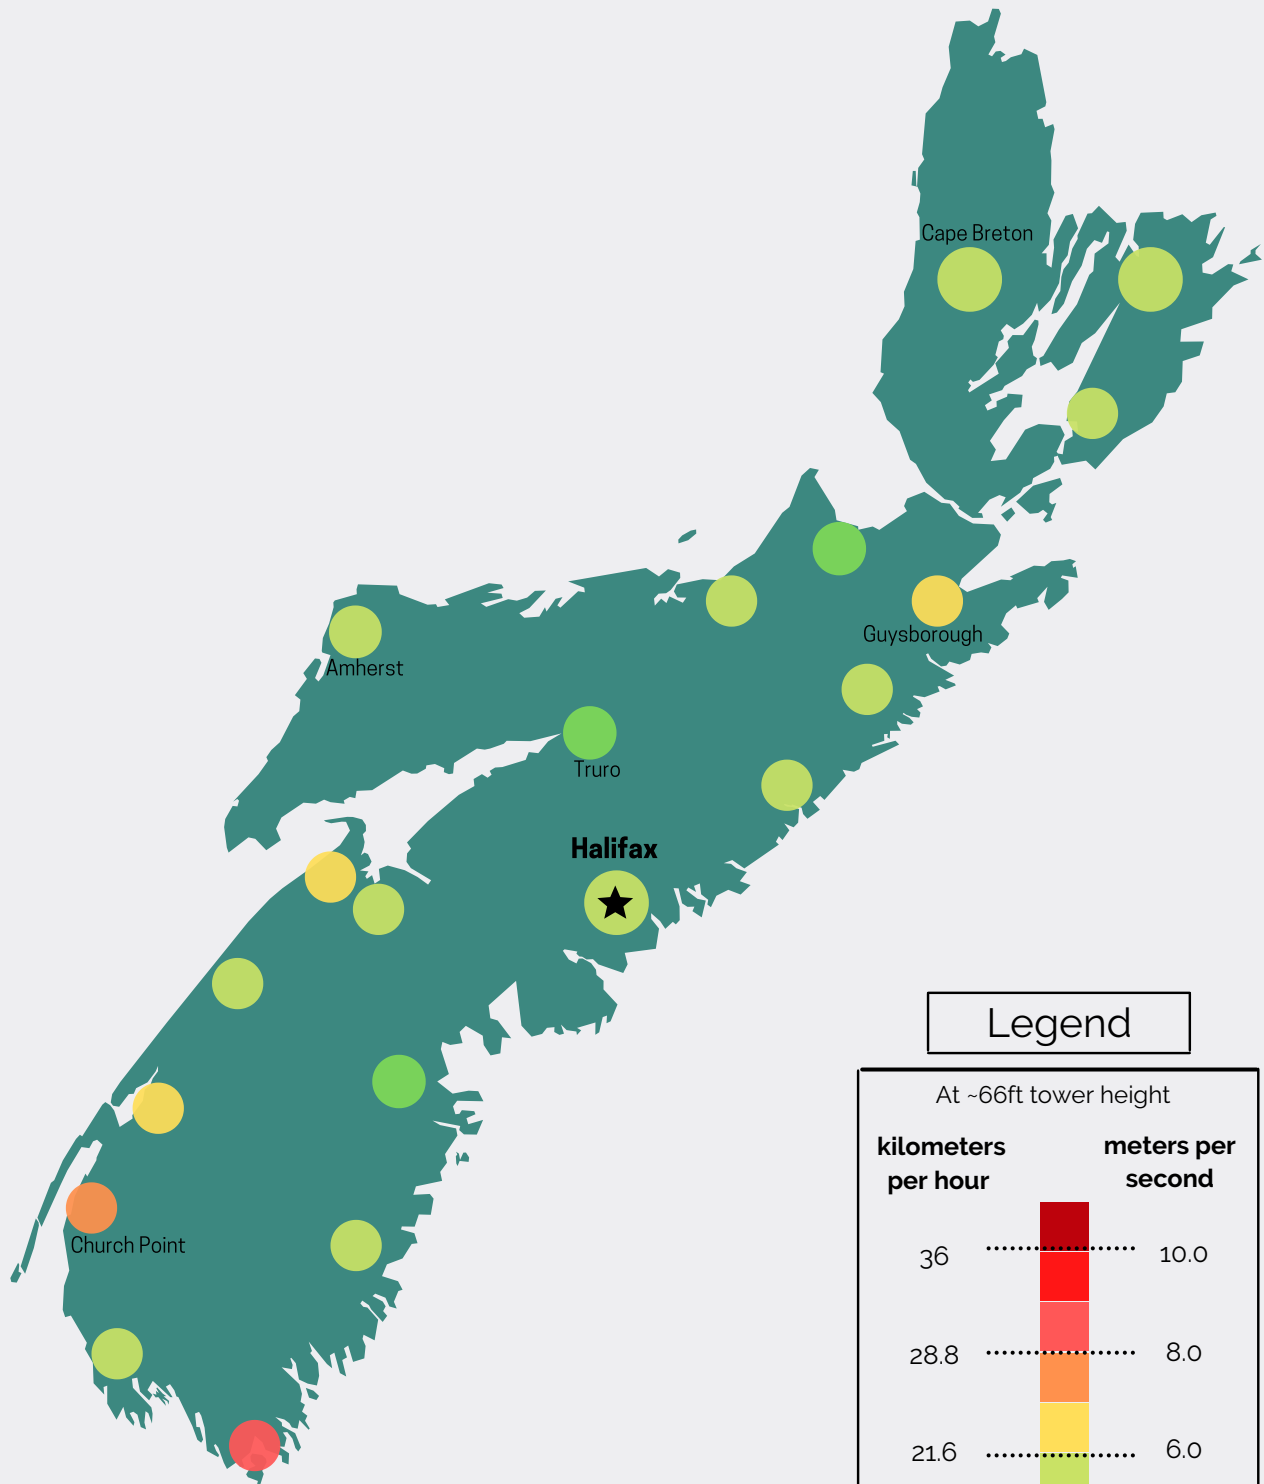 Cape Breton
Guysborough
Amherst
Truro
Halifax
Church Point
Legend
At ~66ft tower height
kilometers
per hour
meters per
second
36
10.0
28.8
8.0
21.6
6.0